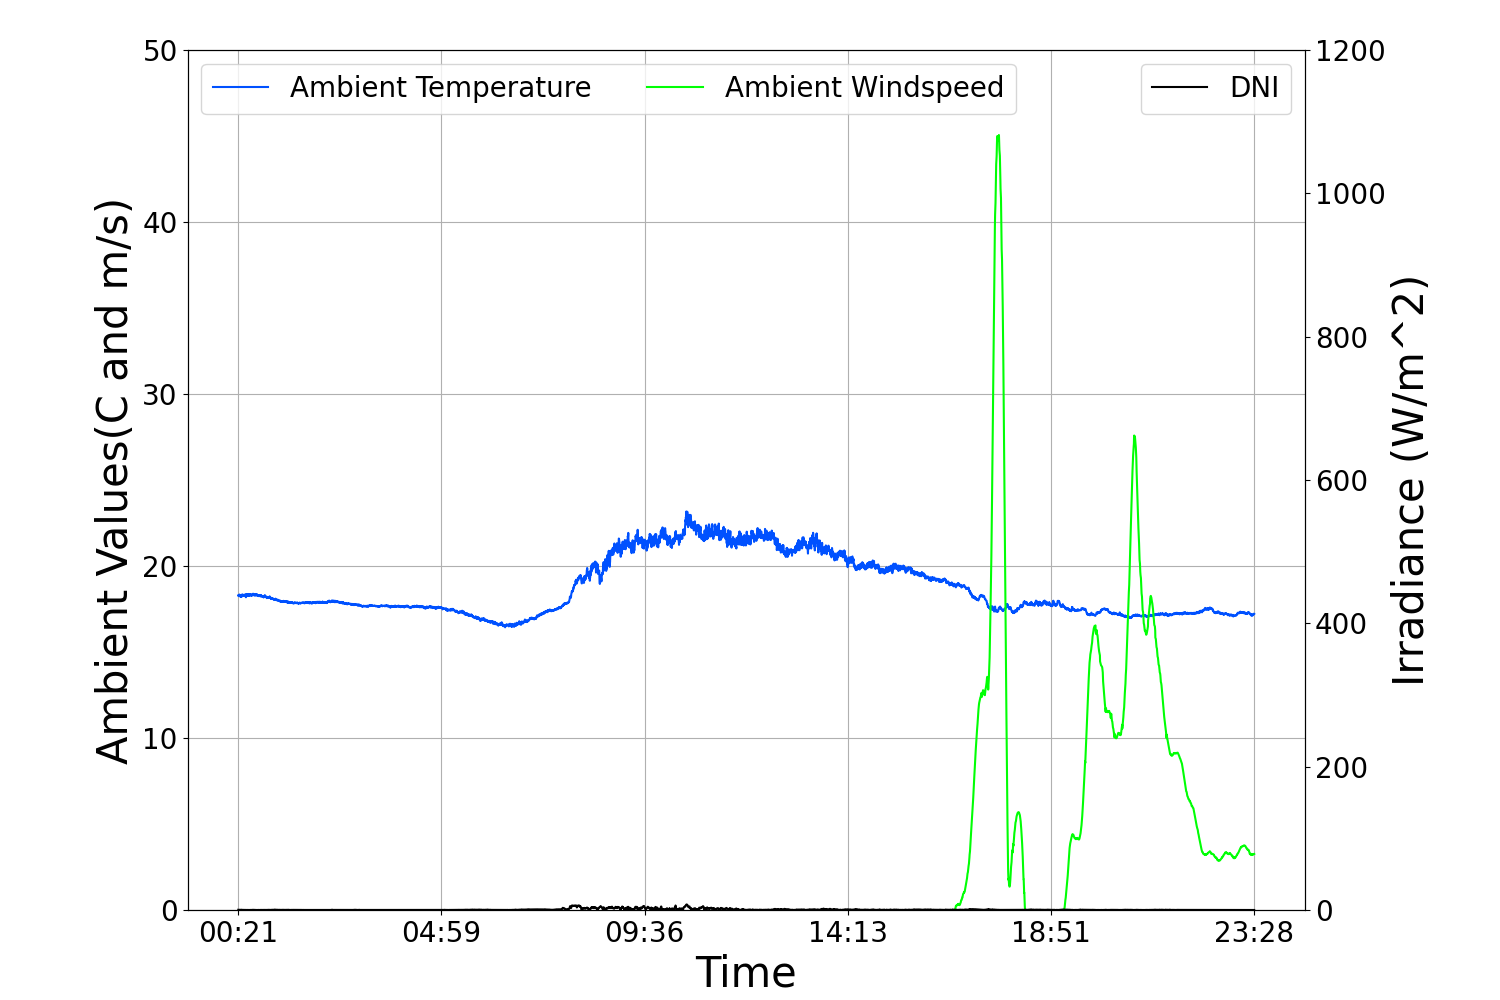 Ambient Temperature
Ambient Windspeed
DNI
Ambient Values(C and m/s)
50
40
30
20
10
0
1200
1000
800
600
400
200
0
Irradiance (W/m^2)
00:21 04:59 09:36 14:13 18:51 23:28
Time